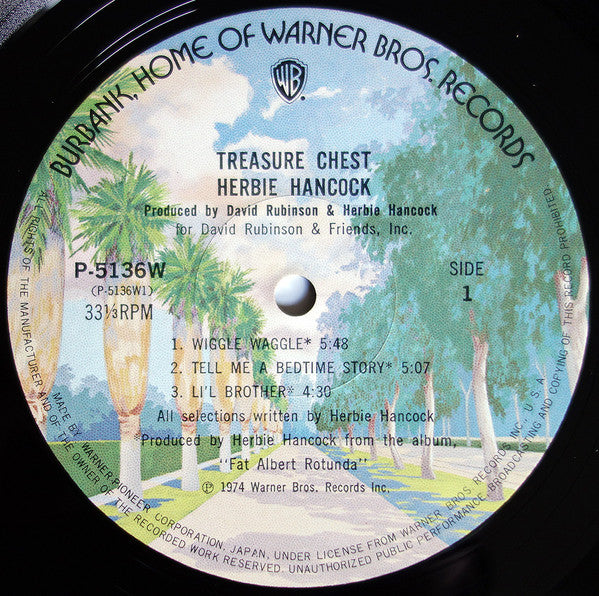 BURBANK, HOME OF WARNER BROS. RECORDS
WB
TREASURE CHEST
HERBIE HANCOCK
Produced by David Rubinson & Herbie Hancock
for David Rubinson & Friends, Inc.
P-5136W
(P-5136W1)
33⅓RPM
SIDE
1
1. WIGGLE WAGGLE* 5:48
2. TELL ME A BEDTIME STORY* 5:07
3. LI'L BROTHER* 4:30
All selections written by Herbie Hancock
Produced by Herbie Hancock from the album,
"Fat Albert Rotunda"
Ⓟ 1974 Warner Bros. Records Inc.
MADE BY WARNER-PIONEER CORPORATION, JAPAN, UNDER LICENSE FROM WARNER BROS. RECORDS INC., U.S.A.
ALL RIGHTS OF THE MANUFACTURER AND OF THE OWNER OF THE RECORDED WORK RESERVED. UNAUTHORIZED PUBLIC PERFORMANCE, BROADCASTING AND COPYING OF THIS RECORD PROHIBITED